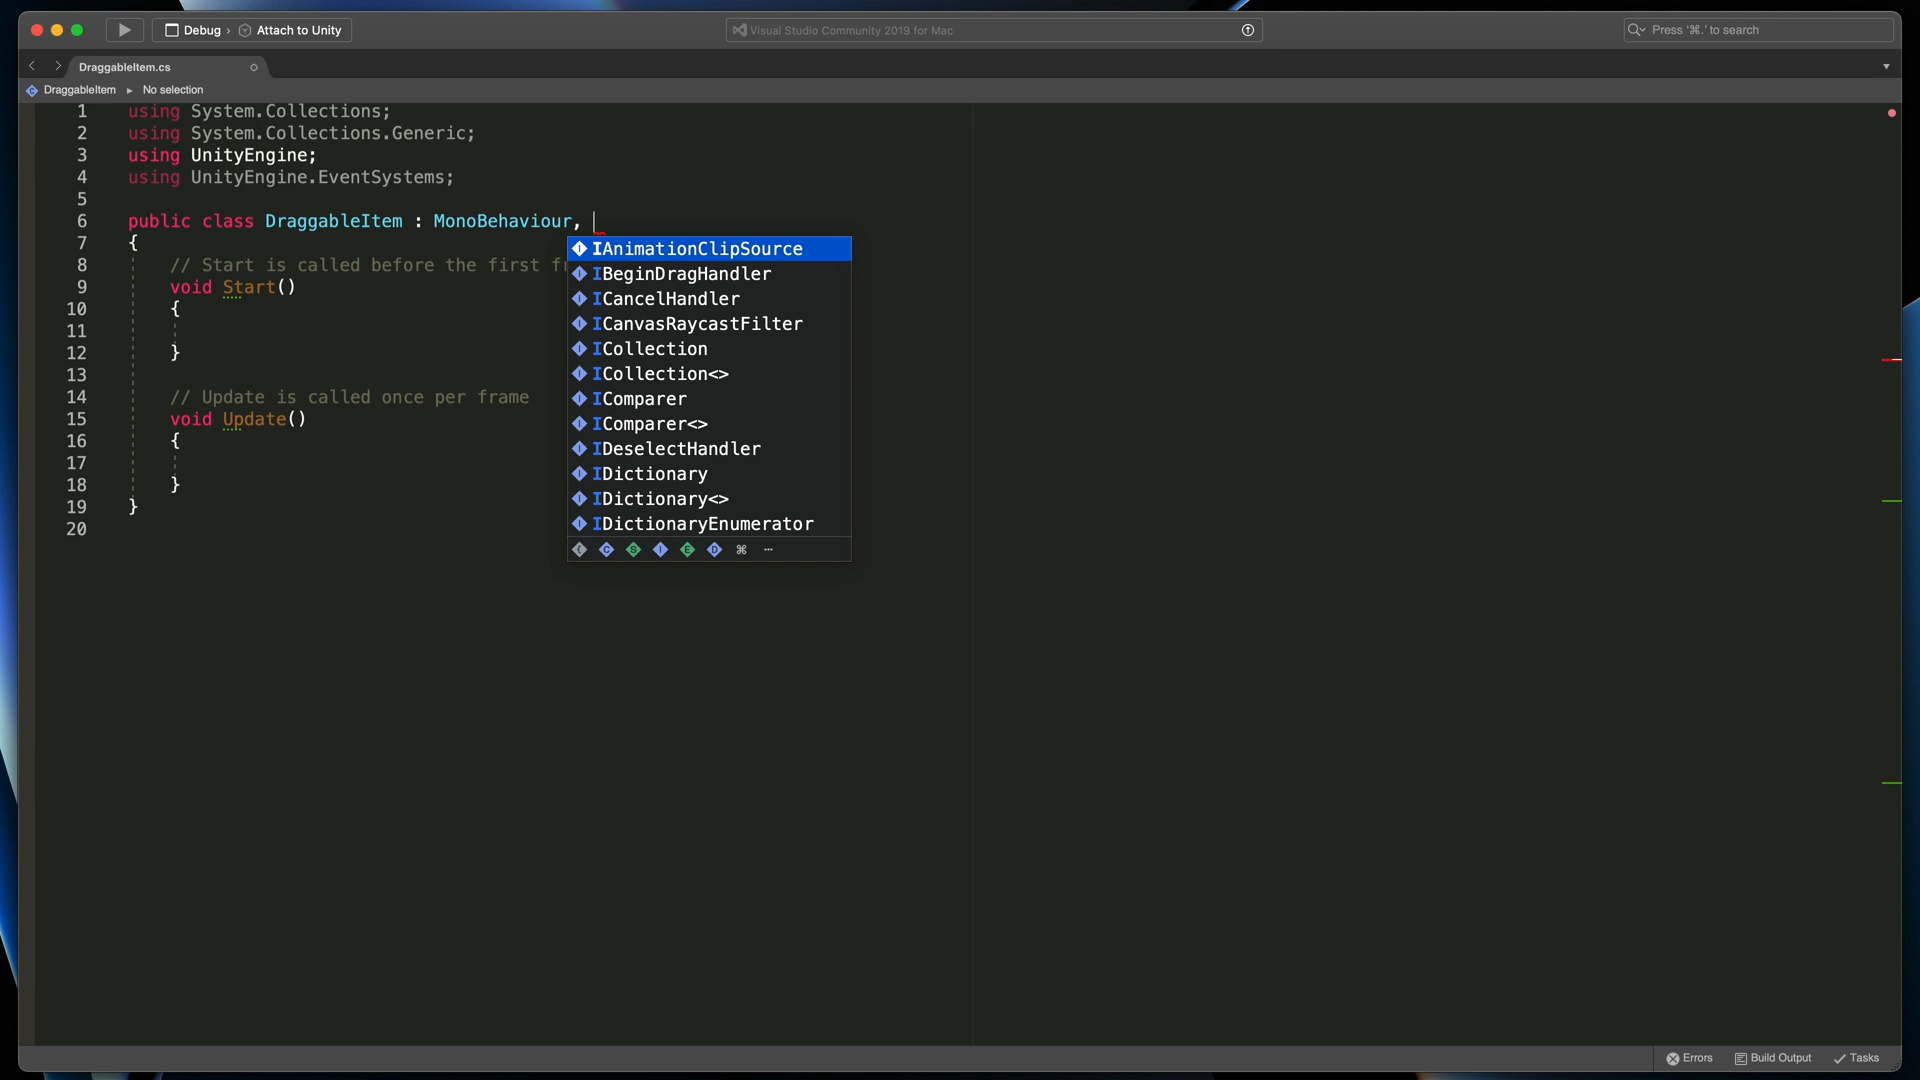 Debug › Attach to Unity
Visual Studio Community 2019 for Mac
Press '⌘.' to search
DraggableItem.cs
DraggableItem ▸ No selection
1 using System.Collections;
2 using System.Collections.Generic;
3 using UnityEngine;
4 using UnityEngine.EventSystems;
5
6 public class DraggableItem : MonoBehaviour,
7 {
8 // Start is called before the first fr
9 void Start()
10 {
11
12 }
13
14 // Update is called once per frame
15 void Update()
16 {
17
18 }
19 }
20
IAnimationClipSource
IBeginDragHandler
ICancelHandler
ICanvasRaycastFilter
ICollection
ICollection<>
IComparer
IComparer<>
IDeselectHandler
IDictionary
IDictionary<>
IDictionaryEnumerator
Errors Build Output Tasks